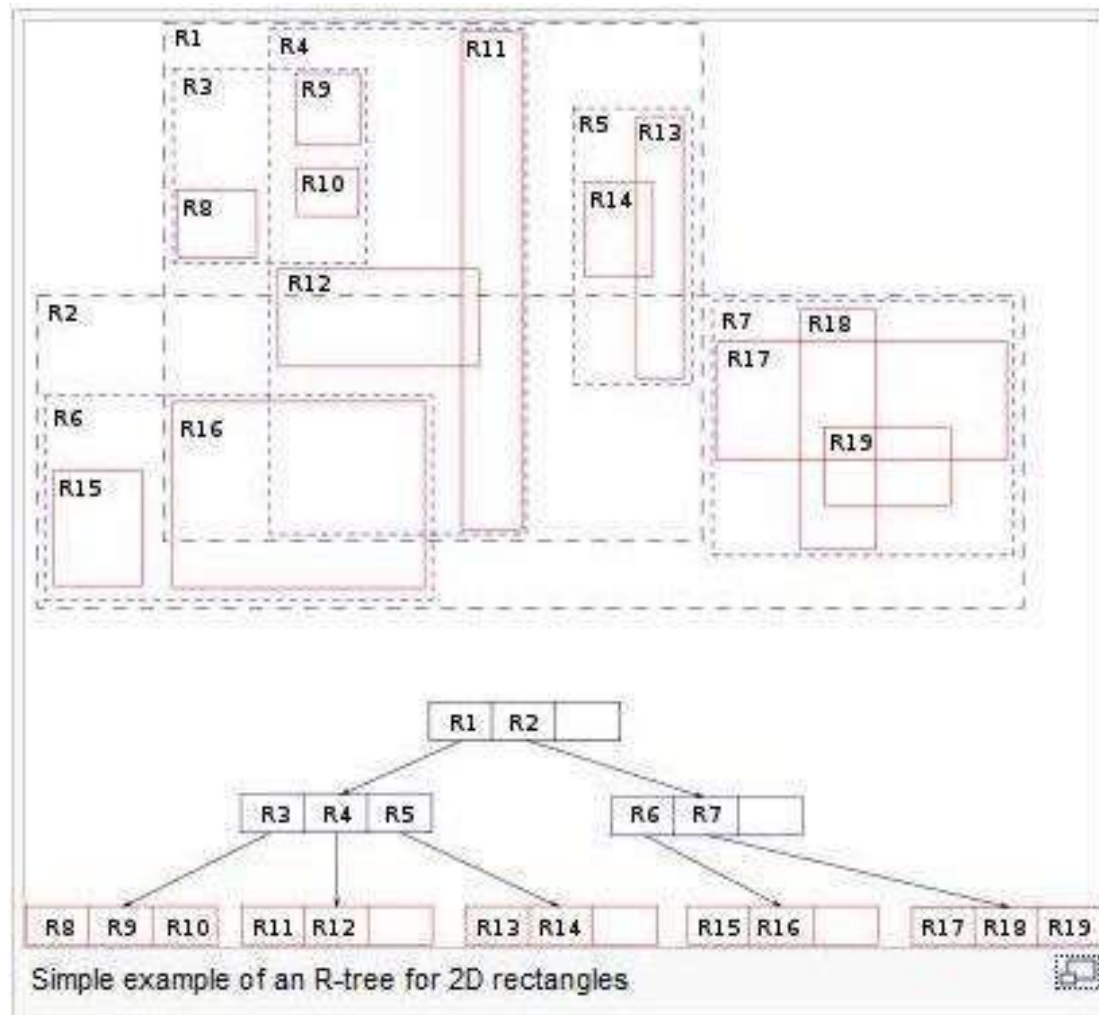 R1 R4 R11
R3 R9
R5 R13
R10
R8 R14
R12
R2 R7 R18
R17
R6 R16
R19
R15
R1 R2
R3 R4 R5 R6 R7
R8 R9 R10 R11 R12 R13 R14 R15 R16 R17 R18 R19
Simple example of an R-tree for 2D rectangles